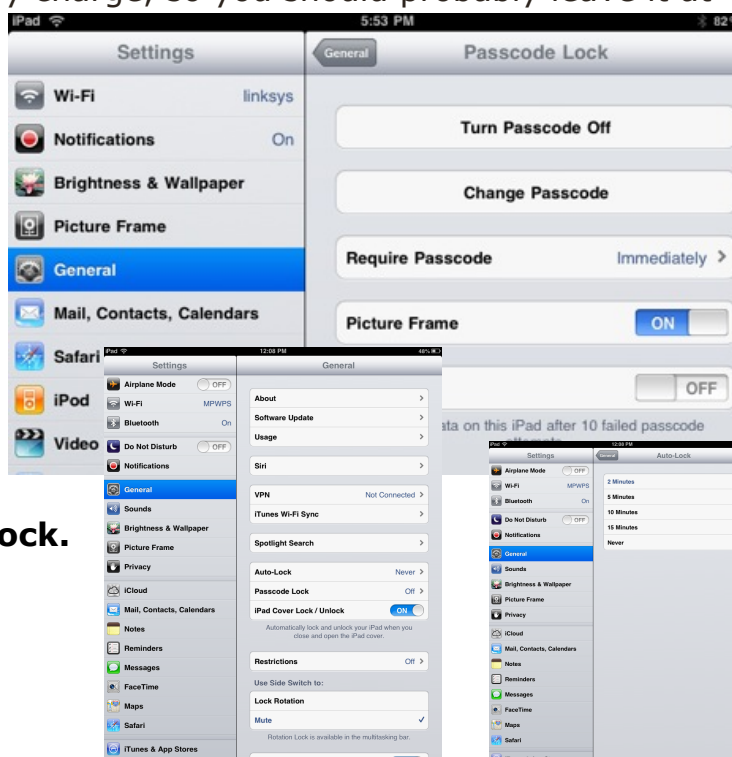 y charge, so you should probably leave it at
iPad 5:53 PM 82
Settings
Wi-Fi linksys
Notifications On
Brightness & Wallpaper
Picture Frame
General
Mail, Contacts, Calendars
Safari
iPod
Video
General Passcode Lock
Turn Passcode Off
Change Passcode
Require Passcode Immediately >
Picture Frame ON
OFF
ata on this iPad after 10 failed passcode
ock.
iPad 12:08 PM 48%
Settings
Airplane Mode OFF
Wi-Fi MPWPS
Bluetooth On
Do Not Disturb OFF
Notifications
General
Sounds
Brightness & Wallpaper
Picture Frame
Privacy
iCloud
Mail, Contacts, Calendars
Notes
Reminders
Messages
FaceTime
Maps
Safari
iTunes & App Stores
General
About >
Software Update >
Usage >
Siri >
VPN Not Connected >
iTunes Wi-Fi Sync >
Spotlight Search >
Auto-Lock Never >
Passcode Lock Off >
iPad Cover Lock / Unlock ON
Automatically lock and unlock your iPad when you
close and open the iPad cover.
Restrictions Off >
Use Side Switch to:
Lock Rotation
Mute ✓
Rotation Lock is available in the multitasking bar.
iPad 12:08 PM
Settings
Airplane Mode OFF
Wi-Fi MPWPS
Bluetooth On
Do Not Disturb OFF
Notifications
General
Sounds
Brightness & Wallpaper
Picture Frame
Privacy
iCloud
Mail, Contacts, Calendars
Notes
Reminders
Messages
FaceTime
Maps
Safari
General Auto-Lock
2 Minutes
5 Minutes
10 Minutes
15 Minutes
Never